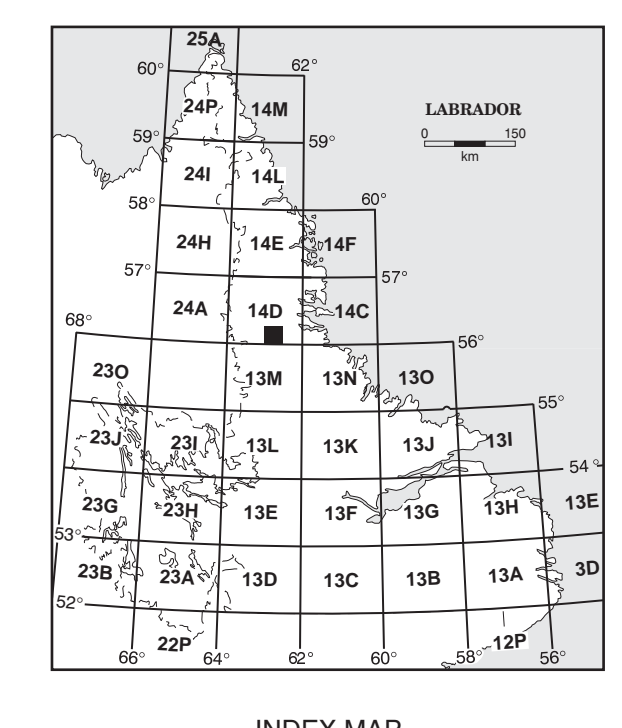 25A
60°
62°
24P
14M
LABRADOR
0
150
km
59°
59°
24I
14L
58°
60°
24H
14E
14F
57°
57°
24A
14D
14C
68°
56°
23O
13M
13N
13O
55°
23J
23I
13L
13K
13J
13I
54°
23G
23H
13E
13F
13G
13H
13E
53°
23B
23A
13D
13C
13B
13A
3D
52°
22P
12P
66°
64°
62°
60°
58°
56°
INDEX MAP